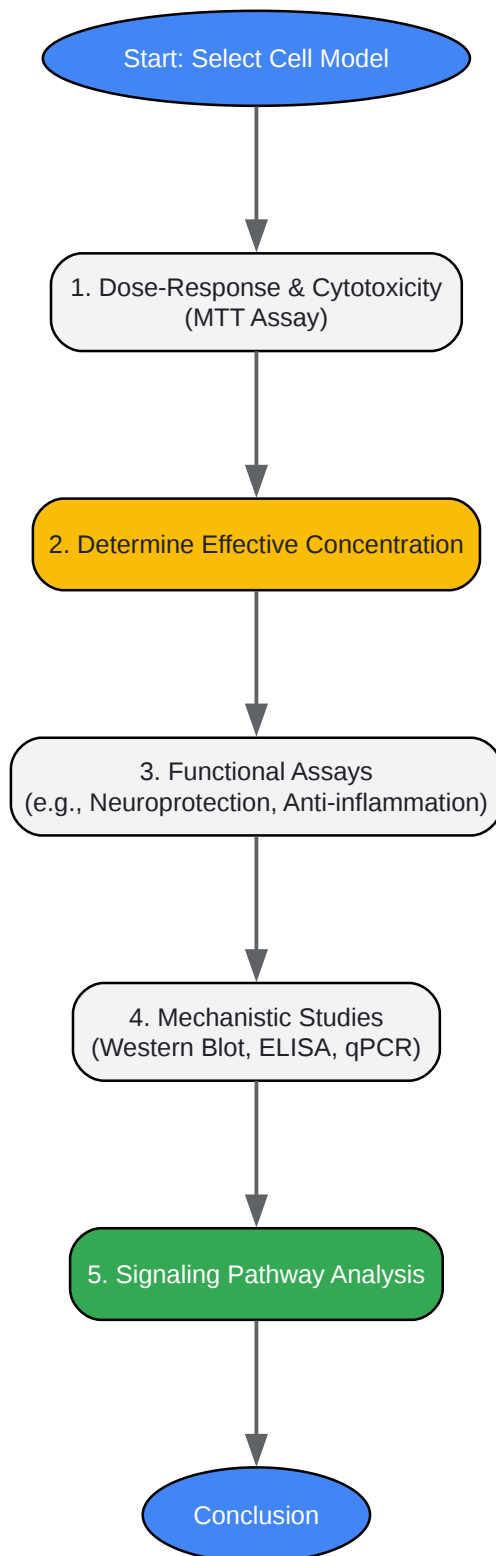 Start: Select Cell Model
1. Dose-Response & Cytotoxicity
(MTT Assay)
2. Determine Effective Concentration
3. Functional Assays
(e.g., Neuroprotection, Anti-inflammation)
4. Mechanistic Studies
(Western Blot, ELISA, qPCR)
5. Signaling Pathway Analysis
Conclusion